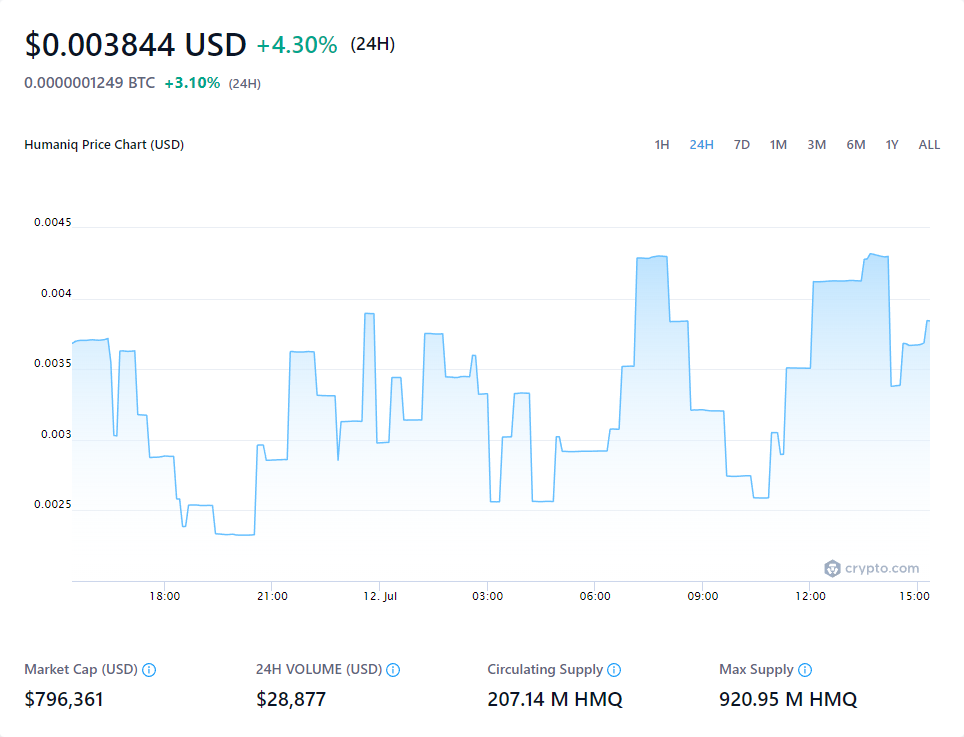 $0.003844 USD +4.30% (24H)
0.0000001249 BTC +3.10% (24H)
Humaniq Price Chart (USD) 1H 24H 7D 1M 3M 6M 1Y ALL
0.0045
0.004
0.0035
0.003
0.0025
crypto.com
18:00 21:00 12. Jul 03:00 06:00 09:00 12:00 15:00
Market Cap (USD) 24H VOLUME (USD) Circulating Supply Max Supply
$796,361 $28,877 207.14 M HMQ 920.95 M HMQ